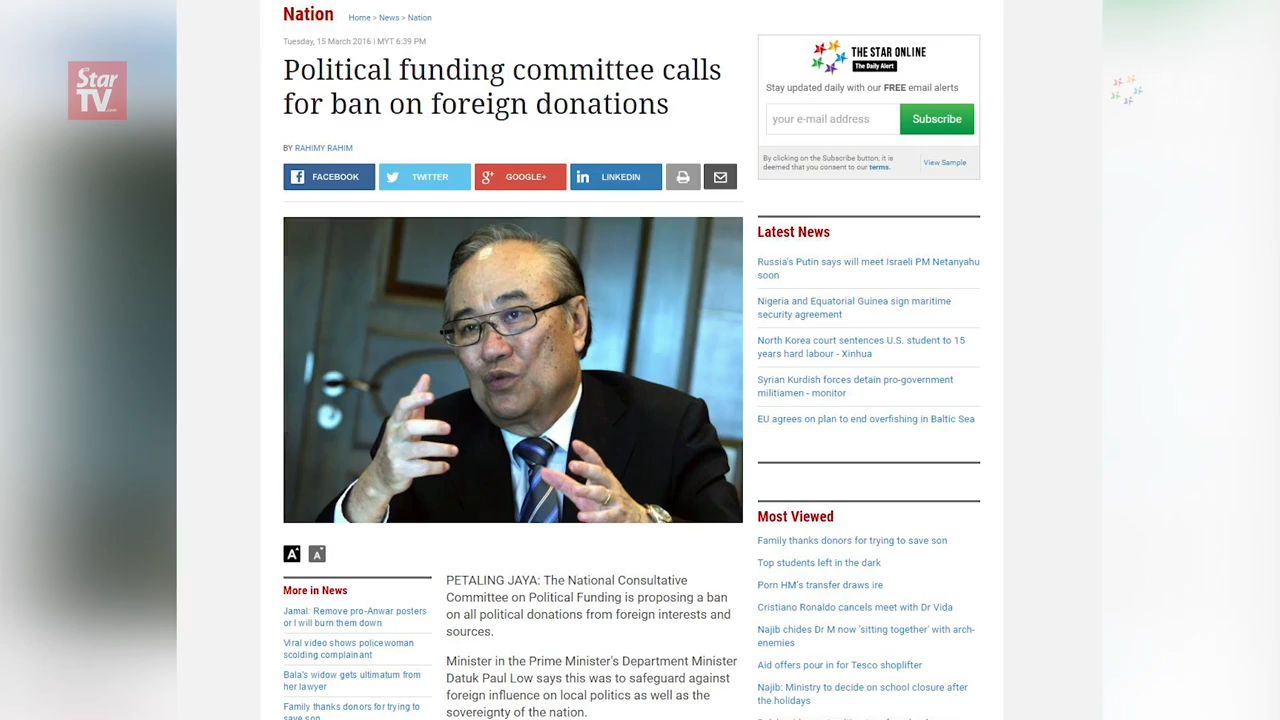 Star
TV.com
Nation
Home > News > Nation
Tuesday, 15 March 2016 | MYT 6:39 PM
Political funding committee calls
for ban on foreign donations
BY RAHIMY RAHIM
FACEBOOK
TWITTER
GOOGLE+
LINKEDIN
A
A
More in News
Jamal: Remove pro-Anwar posters
or I will burn them down
Viral video shows policewoman
scolding complainant
Bala's widow gets ultimatum from
her lawyer
Family thanks donors for trying to
save son
PETALING JAYA: The National Consultative
Committee on Political Funding is proposing a ban
on all political donations from foreign interests and
sources.
Minister in the Prime Minister's Department Minister
Datuk Paul Low says this was to safeguard against
foreign influence on local politics as well as the
sovereignty of the nation.
THE STAR ONLINE
The Daily Alert
Stay updated daily with our FREE email alerts
your e-mail address
Subscribe
By clicking on the Subscribe button, it is
deemed that you consent to our terms.
View Sample
Latest News
Russia's Putin says will meet Israeli PM Netanyahu
soon
Nigeria and Equatorial Guinea sign maritime
security agreement
North Korea court sentences U.S. student to 15
years hard labour - Xinhua
Syrian Kurdish forces detain pro-government
militiamen - monitor
EU agrees on plan to end overfishing in Baltic Sea
Most Viewed
Family thanks donors for trying to save son
Top students left in the dark
Porn HM's transfer draws ire
Cristiano Ronaldo cancels meet with Dr Vida
Najib chides Dr M now 'sitting together' with arch-
enemies
Aid offers pour in for Tesco shoplifter
Najib: Ministry to decide on school closure after
the holidays